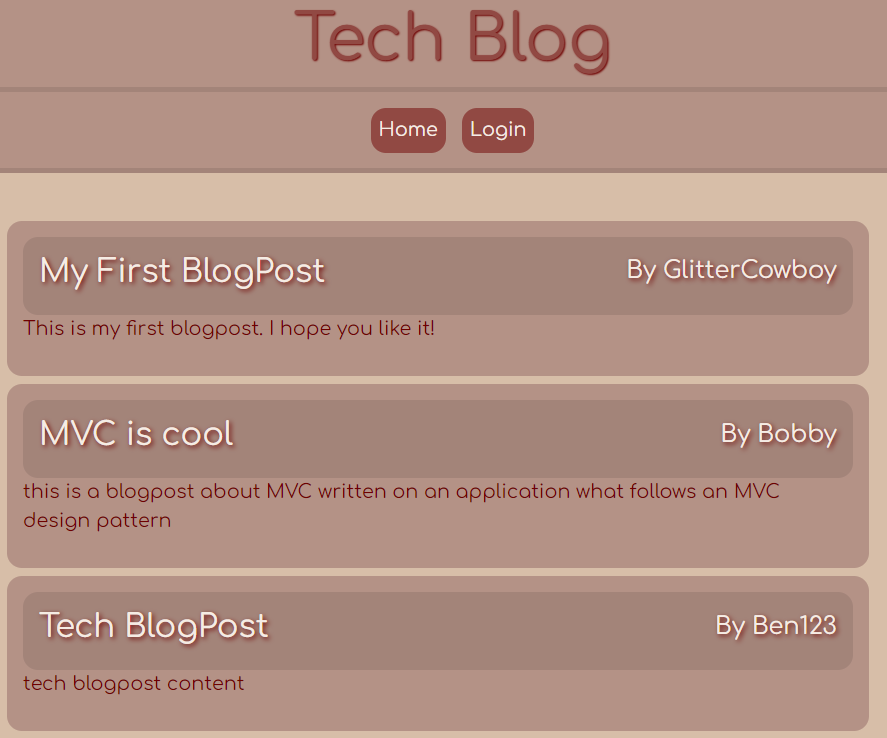 Tech Blog
Home Login
My First BlogPost By GlitterCowboy
This is my first blogpost. I hope you like it!
MVC is cool By Bobby
this is a blogpost about MVC written on an application what follows an MVC
design pattern
Tech BlogPost By Ben123
tech blogpost content